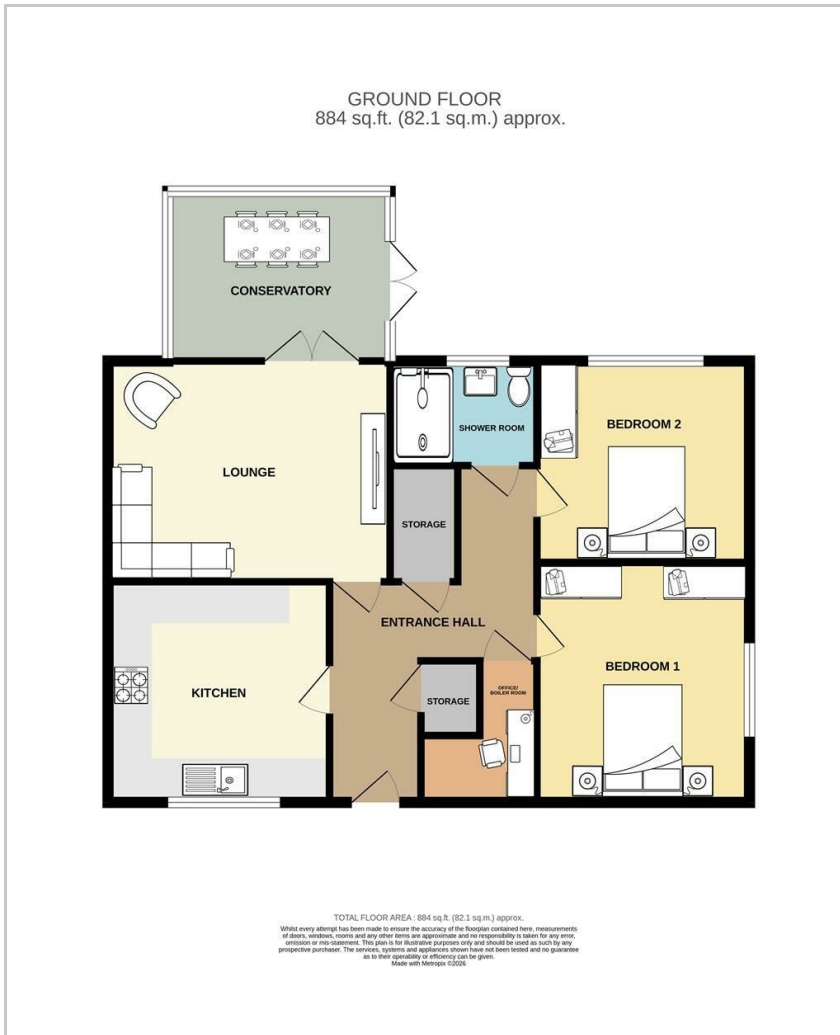 GROUND FLOOR
884 sq.ft. (82.1 sq.m.) approx.
CONSERVATORY
LOUNGE
SHOWER ROOM
BEDROOM 2
STORAGE
ENTRANCE HALL
KITCHEN
STORAGE
OFFICE/
BOILER ROOM
BEDROOM 1
TOTAL FLOOR AREA : 884 sq.ft. (82.1 sq.m.) approx.
Whilst every attempt has been made to ensure the accuracy of the floorplan contained here, measurements
of doors, windows, rooms and any other items are approximate and no responsibility is taken for any error,
omission or mis-statement. This plan is for illustrative purposes only and should be used as such by any
prospective purchaser. The services, systems and appliances shown have not been tested and no guarantee
as to their operability or efficiency can be given.
Made with Metropix ©2026